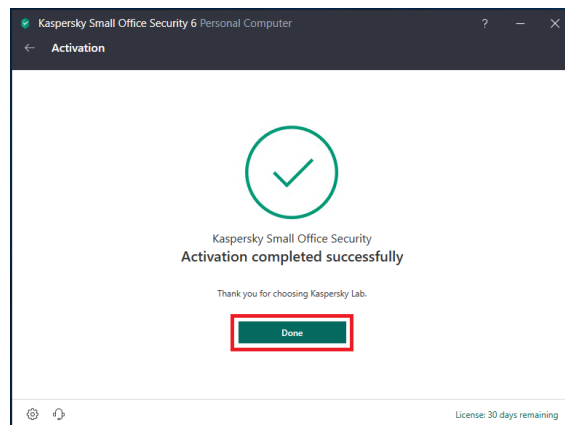 Kaspersky Small Office Security 6 Personal Computer
Activation
Kaspersky Small Office Security
Activation completed successfully
Thank you for choosing Kaspersky Lab.
Done
License: 30 days remaining